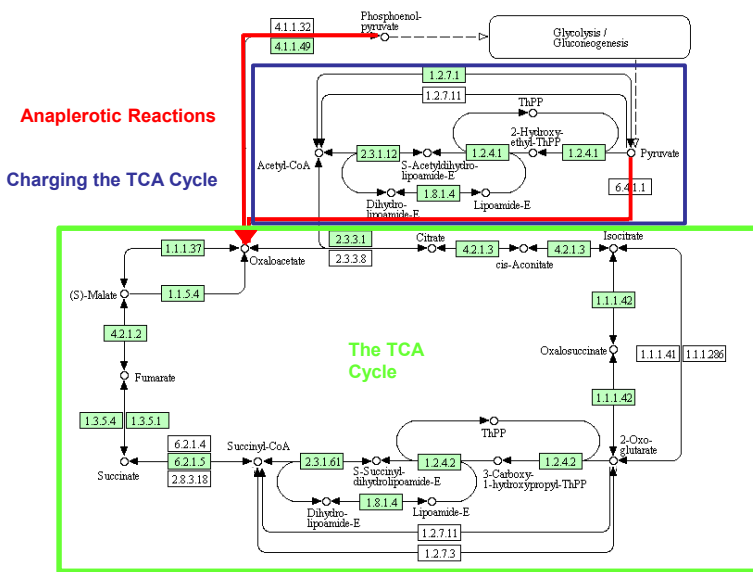 4.1.1.32
4.1.1.49
Phosphoenol-
pyruvate
Glycolysis /
Gluconeogenesis
Anaplerotic Reactions
Charging the TCA Cycle
1.2.7.1
1.2.7.11
ThPP
2-Hydroxy-
ethyl-ThPP
Acetyl-CoA
2.3.1.12
S-Acetyldihydro-
lipoamide-E
1.2.4.1
1.2.4.1
Pyruvate
6.4.1.1
Dihydro-
lipoamide-E
1.8.1.4
Lipoamide-E
1.1.1.37
Oxaloacetate
2.3.3.1
2.3.3.8
Citrate
4.2.1.3
cis-Aconitate
4.2.1.3
Isocitrate
(S)-Malate
1.1.5.4
1.1.1.42
4.2.1.2
The TCA
Cycle
Oxalosuccinate
1.1.1.41
1.1.1.286
Fumarate
1.1.1.42
1.3.5.4
1.3.5.1
ThPP
6.2.1.4
6.2.1.5
2.8.3.18
Succinate
Succinyl-CoA
2.3.1.61
S-Succinyl-
dihydrolipoamide-E
1.2.4.2
3-Carboxy-
1-hydroxypropyl-ThPP
1.2.4.2
2-Oxo-
glutarate
Dihydro-
lipoamide-E
1.8.1.4
Lipoamide-E
1.2.7.11
1.2.7.3